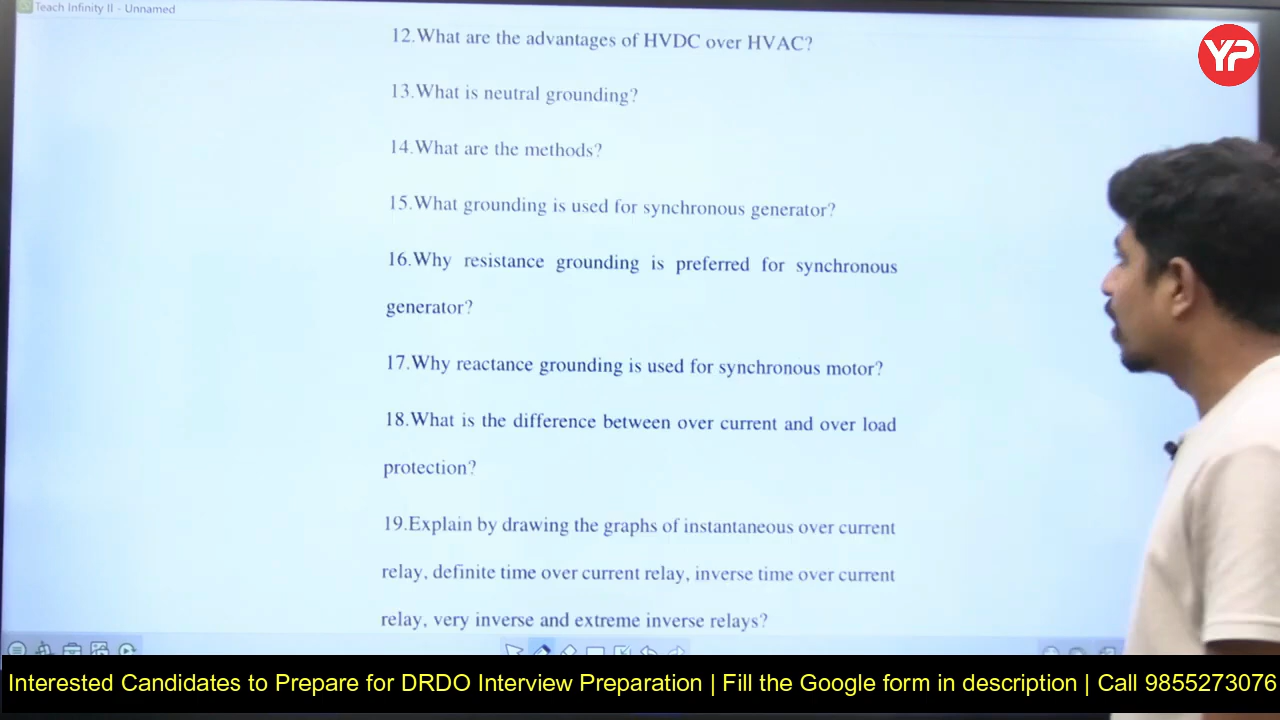 Teach Infinity II - Unnamed
YP
12.What are the advantages of HVDC over HVAC?
13.What is neutral grounding?
14.What are the methods?
15.What grounding is used for synchronous generator?
16.Why resistance grounding is preferred for synchronous
generator?
17.Why reactance grounding is used for synchronous motor?
18.What is the difference between over current and over load
protection?
19.Explain by drawing the graphs of instantaneous over current
relay, definite time over current relay, inverse time over current
relay, very inverse and extreme inverse relays?
Interested Candidates to Prepare for DRDO Interview Preparation | Fill the Google form in description | Call 9855273076